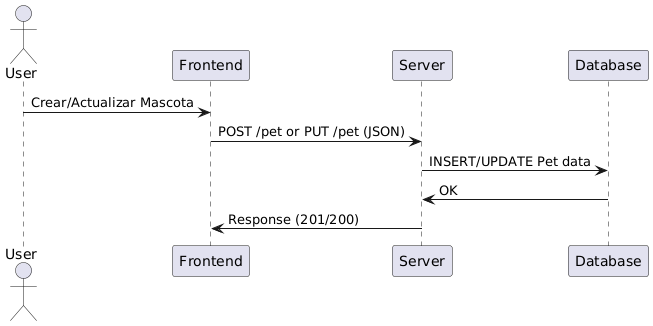 User
Frontend
Server
Database
Crear/Actualizar Mascota
POST /pet or PUT /pet (JSON)
INSERT/UPDATE Pet data
OK
Response (201/200)
User
Frontend
Server
Database